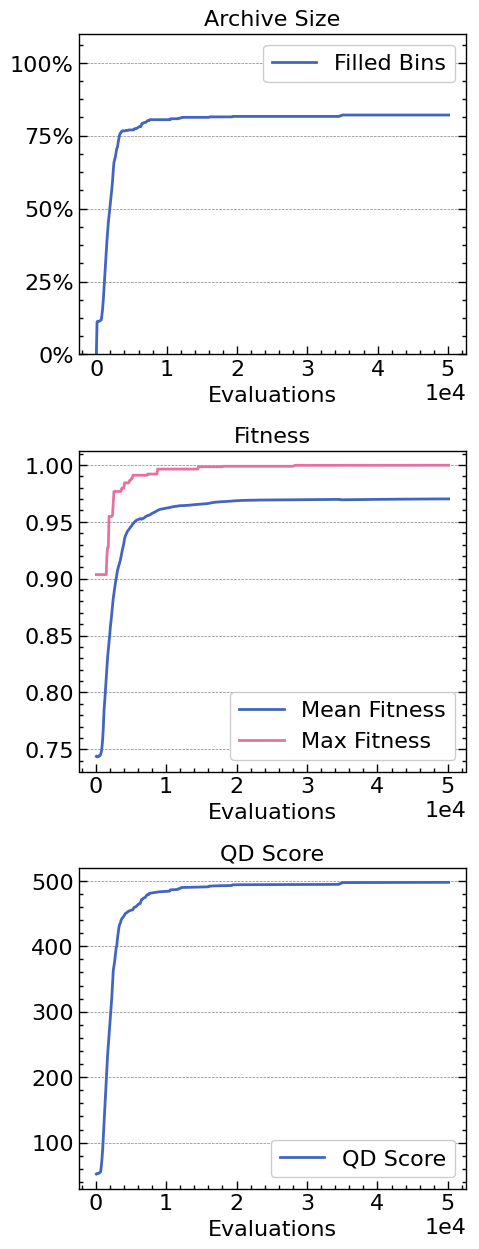 Archive Size
100%
75%
50%
25%
0%
Filled Bins
0 1 2 3 4 5
Evaluations
1e4
Fitness
1.00
0.95
0.90
0.85
0.80
0.75
Mean Fitness
Max Fitness
0 1 2 3 4 5
Evaluations
1e4
QD Score
500
400
300
200
100
QD Score
0 1 2 3 4 5
Evaluations
1e4